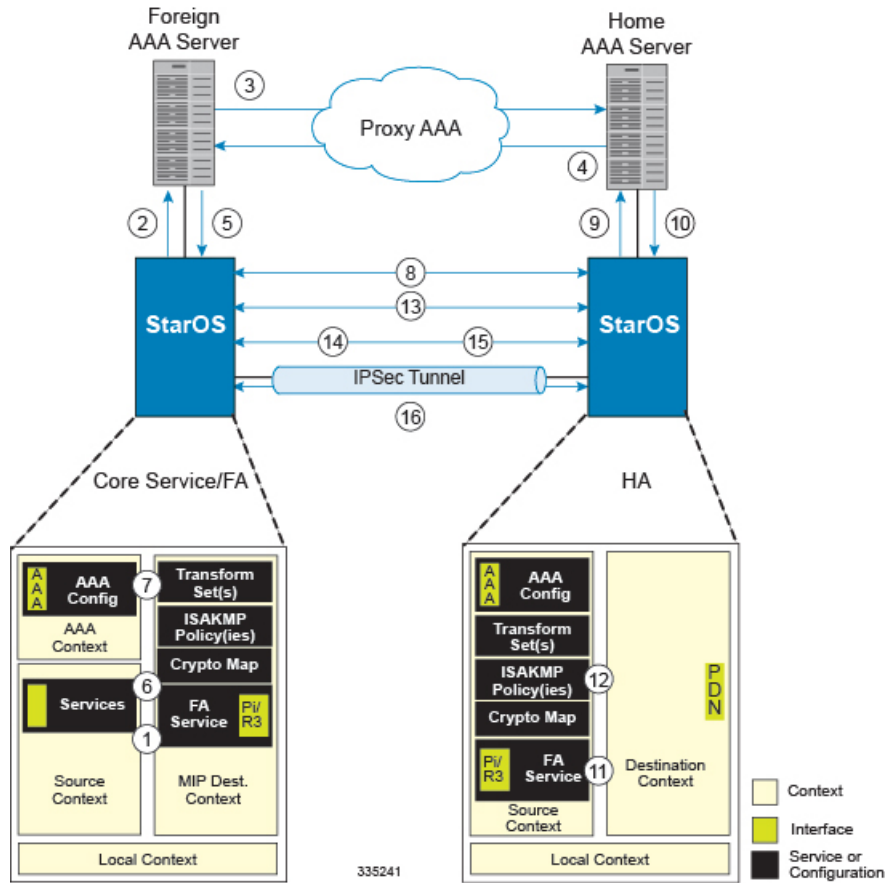 Foreign
AAA Server
Home
AAA Server
3
Proxy AAA
4
2
5
9
10
8
StarOS
13
StarOS
14
15
IPSec Tunnel
16
Core Service/FA
HA
AAA
AAA
Config
7
Transform
Set(s)
ISAKMP
Policy(ies)
AAA
Context
Crypto Map
6
Services
FA
Service
Pi/
R3
1
Source
Context
MIP Dest.
Context
Local Context
335241
AAA
AAA
Config
Transform
Set(s)
ISAKMP
Policy(ies)
12
PDN
Crypto Map
Pi/
R3
FA
Service
11
Source
Context
Destination
Context
Local Context
Context
Interface
Service or
Configuration